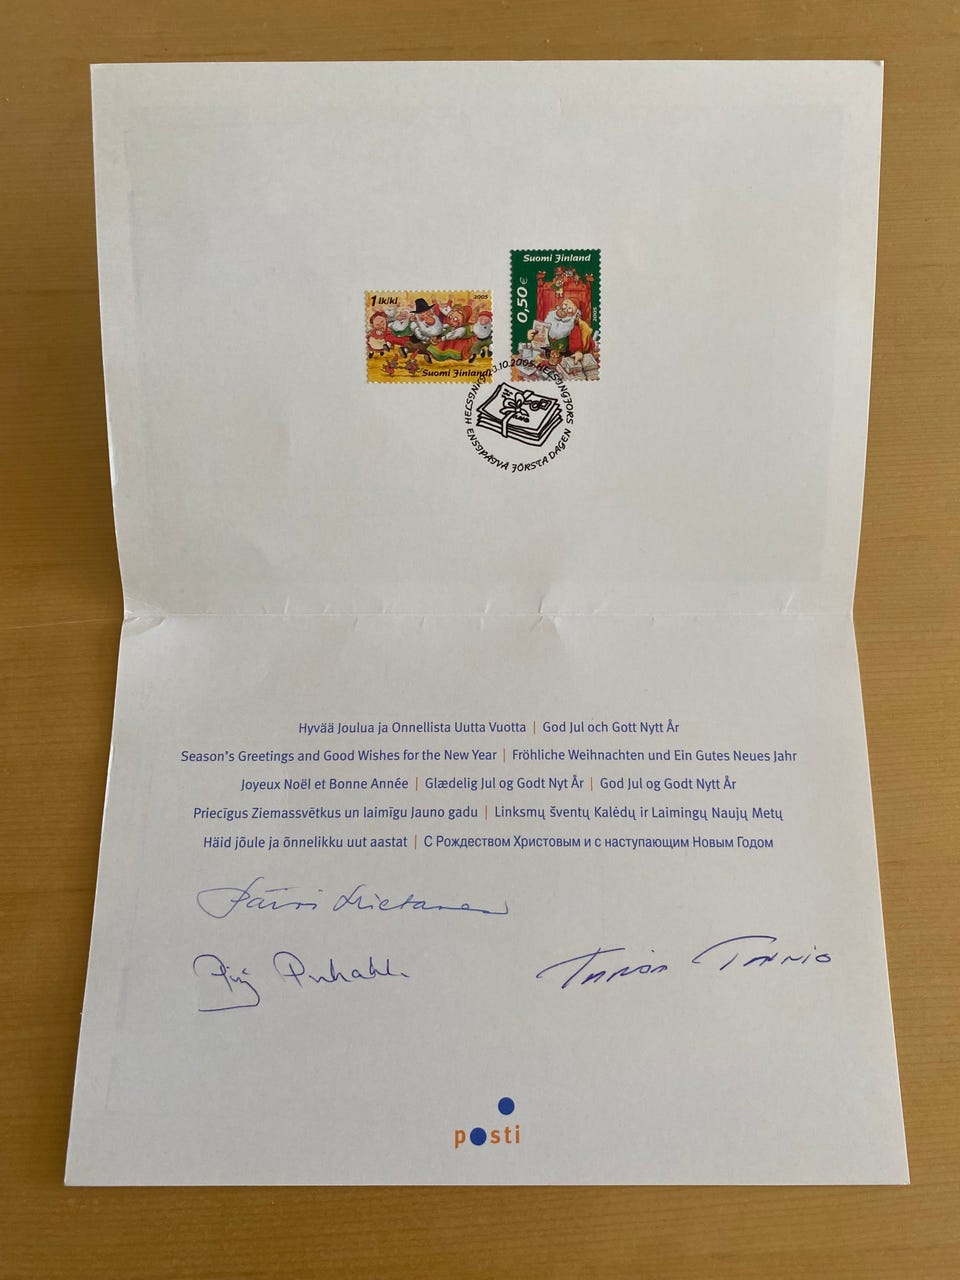 Suomi Finland
0,50 €
2005
1 lk/kl
2005
Suomi Finland
HELSINKI 3.10.2005 HELSINGFORS
ENSIPÄIVÄ FÖRSTA DAGEN
Hyvää Joulua ja Onnellista Uutta Vuotta | God Jul och Gott Nytt År
Season's Greetings and Good Wishes for the New Year | Fröhliche Weihnachten und Ein Gutes Neues Jahr
Joyeux Noël et Bonne Année | Glædelig Jul og Godt Nyt År | God Jul og Godt Nytt År
Priecīgus Ziemassvētkus un laimīgu Jauno gadu | Linksmų šventų Kalėdų ir Laimingų Naujų Metų
Häid jõule ja õnnelikku uut aastat | С Рождеством Христовым и с наступающим Новым Годом
Päivi
posti